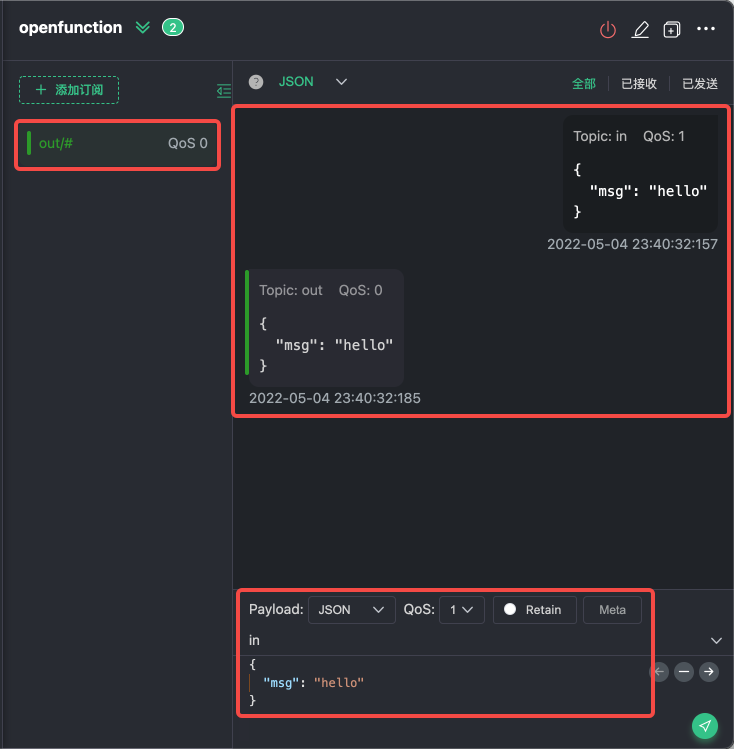 openfunction 2
添加订阅
out/# QoS 0
? JSON 全部 已接收 已发送
Topic: in QoS: 1
{
"msg": "hello"
}
2022-05-04 23:40:32:157
Topic: out QoS: 0
{
"msg": "hello"
}
2022-05-04 23:40:32:185
Payload: JSON QoS: 1 Retain Meta
in
{
"msg": "hello"
}